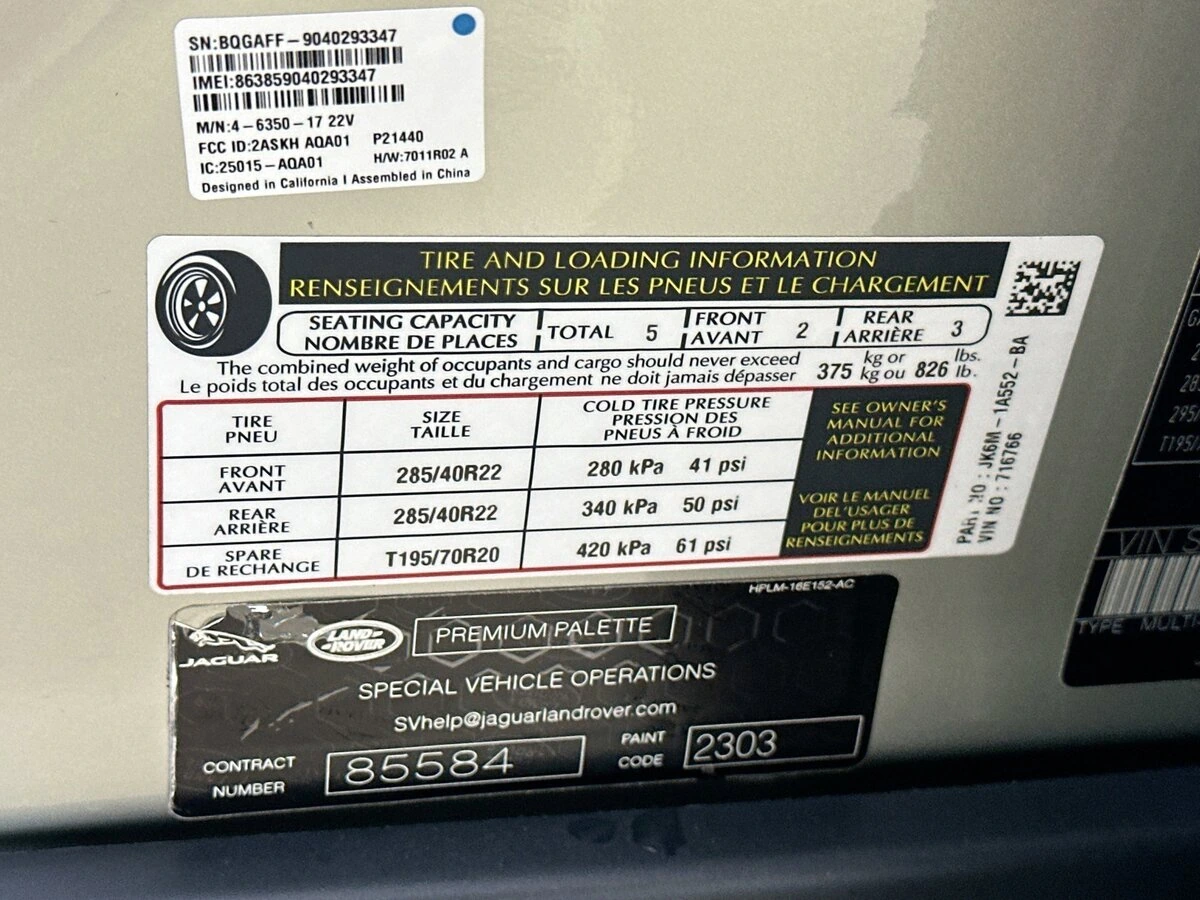 SN:BQGAFF-9040293347
IMEI:863859040293347
M/N:4-6350-17 22V
FCC ID:2ASKH AQA01 P21440
IC:25015-AQA01 H/W:7011R02 A
Designed in California I Assembled in China
TIRE AND LOADING INFORMATION
RENSEIGNEMENTS SUR LES PNEUS ET LE CHARGEMENT
SEATING CAPACITY
NOMBRE DE PLACES
TOTAL 5
FRONT
AVANT 2
REAR
ARRIÈRE 3
The combined weight of occupants and cargo should never exceed
Le poids total des occupants et du chargement ne doit jamais dépasser
375 kg or 826 lbs.
kg ou lb.
TIRE
PNEU
SIZE
TAILLE
COLD TIRE PRESSURE
PRESSION DES
PNEUS À FROID
FRONT
AVANT
285/40R22
280 kPa 41 psi
REAR
ARRIÈRE
285/40R22
340 kPa 50 psi
SPARE
DE RECHANGE
T195/70R20
420 kPa 61 psi
SEE OWNER'S
MANUAL FOR
ADDITIONAL
INFORMATION
VOIR LE MANUEL
DEL'USAGER
POUR PLUS DE
RENSEIGNEMENTS
PART NO : JK6M-1A552-BA
VIN NO : 716766
HPLM-16E152-AC
JAGUAR
LAND-
-ROVER
PREMIUM PALETTE
SPECIAL VEHICLE OPERATIONS
SVhelp@jaguarlandrover.com
CONTRACT
NUMBER
85584
PAINT
CODE
2303
VIN S
TYPE MULTI